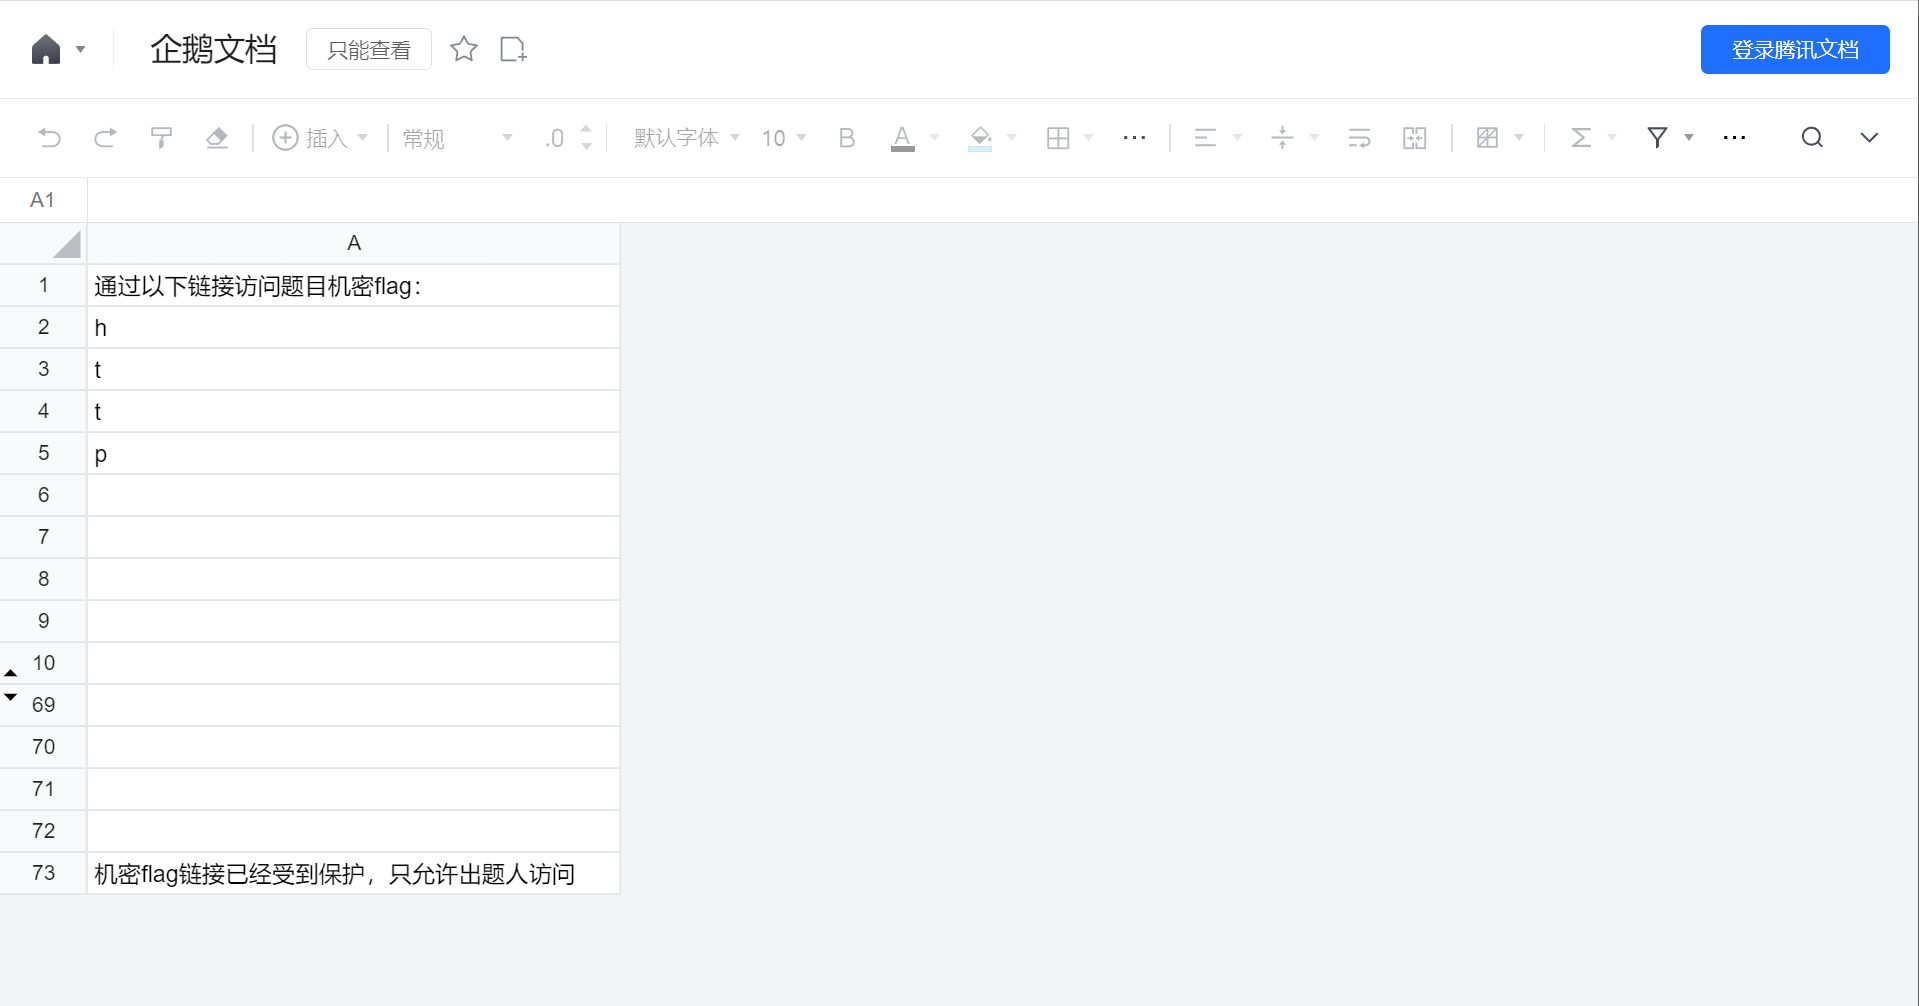 企鹅文档 只能查看 登录腾讯文档
插入 常规 .0 默认字体 10 B A
A1
A
1 通过以下链接访问题目机密flag：
2 h
3 t
4 t
5 p
6
7
8
9
10
69
70
71
72
73 机密flag链接已经受到保护，只允许出题人访问